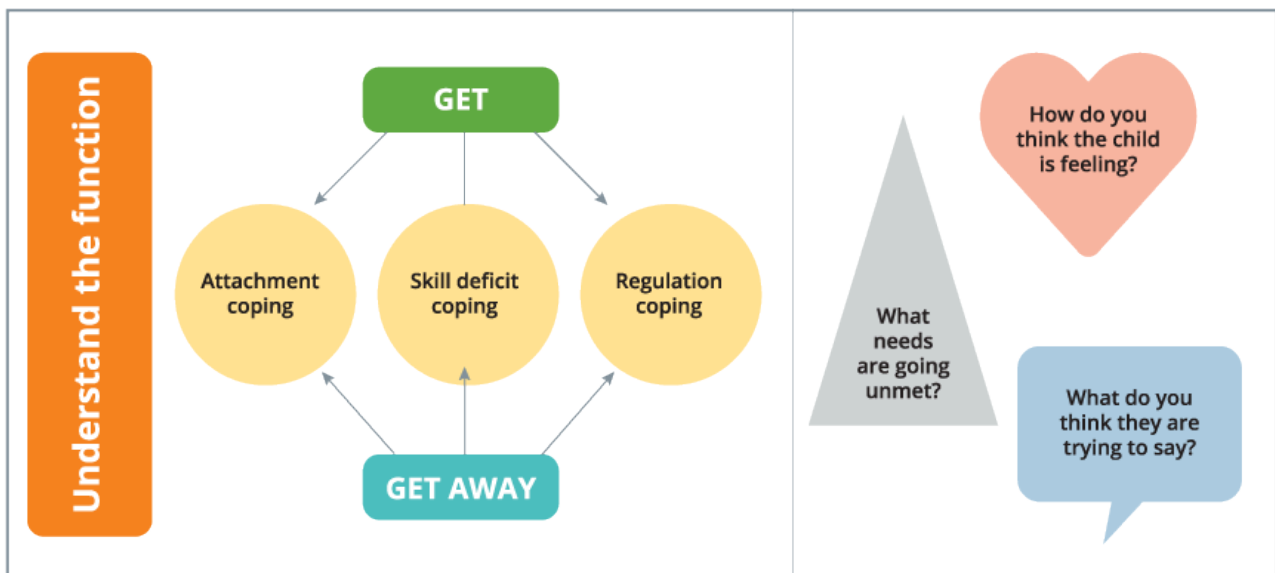 Understand the function
GET
Attachment
coping
Skill deficit
coping
Regulation
coping
GET AWAY
What
needs
are going
unmet?
How do you
think the child
is feeling?
What do you
think they are
trying to say?